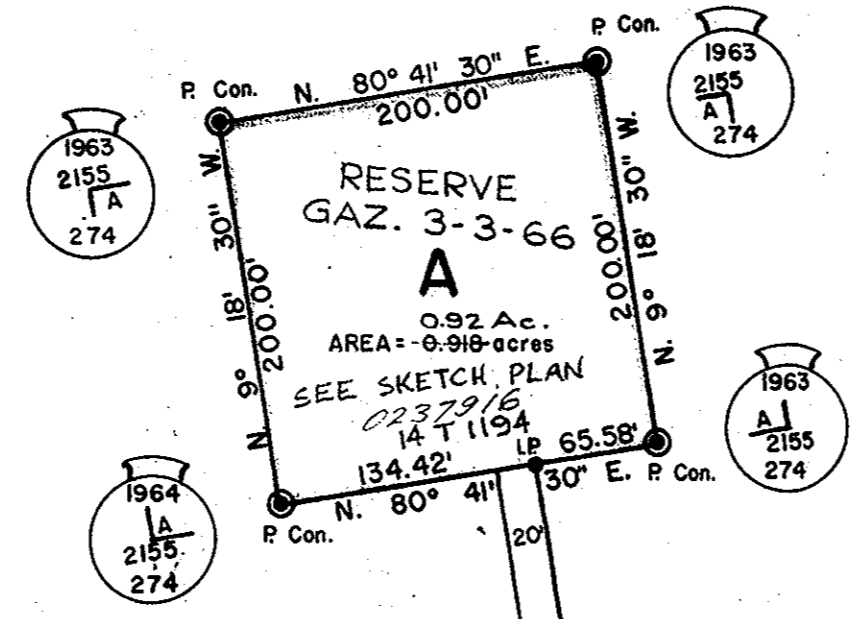 P. Con.
1963
2155
A
274
P. Con.
N. 80° 41' 30" E.
200.00'
1963
2155
A
274
N. 9° 18' 30" W.
200.00'
RESERVE
GAZ. 3-3-66
A
0.92 Ac.
AREA = 0.918 acres
SEE SKETCH PLAN
0237916
14 T 1194
N. 9° 18' 30" W.
200.00'
1963
A
2155
274
134.42'
I.P.
65.58'
N. 80° 41' 30" E.
P. Con.
P. Con.
20'
1964
A
2155
274